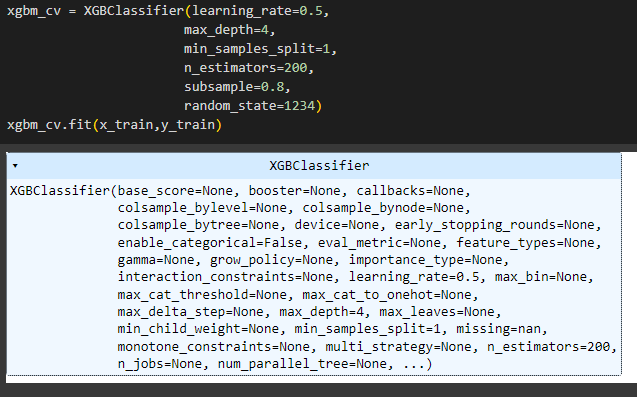 xgbm_cv = XGBClassifier(learning_rate=0.5,
max_depth=4,
min_samples_split=1,
n_estimators=200,
subsample=0.8,
random_state=1234)
xgbm_cv.fit(x_train,y_train)
XGBClassifier
XGBClassifier(base_score=None, booster=None, callbacks=None,
colsample_bylevel=None, colsample_bynode=None,
colsample_bytree=None, device=None, early_stopping_rounds=None,
enable_categorical=False, eval_metric=None, feature_types=None,
gamma=None, grow_policy=None, importance_type=None,
interaction_constraints=None, learning_rate=0.5, max_bin=None,
max_cat_threshold=None, max_cat_to_onehot=None,
max_delta_step=None, max_depth=4, max_leaves=None,
min_child_weight=None, min_samples_split=1, missing=nan,
monotone_constraints=None, multi_strategy=None, n_estimators=200,
n_jobs=None, num_parallel_tree=None, ...)